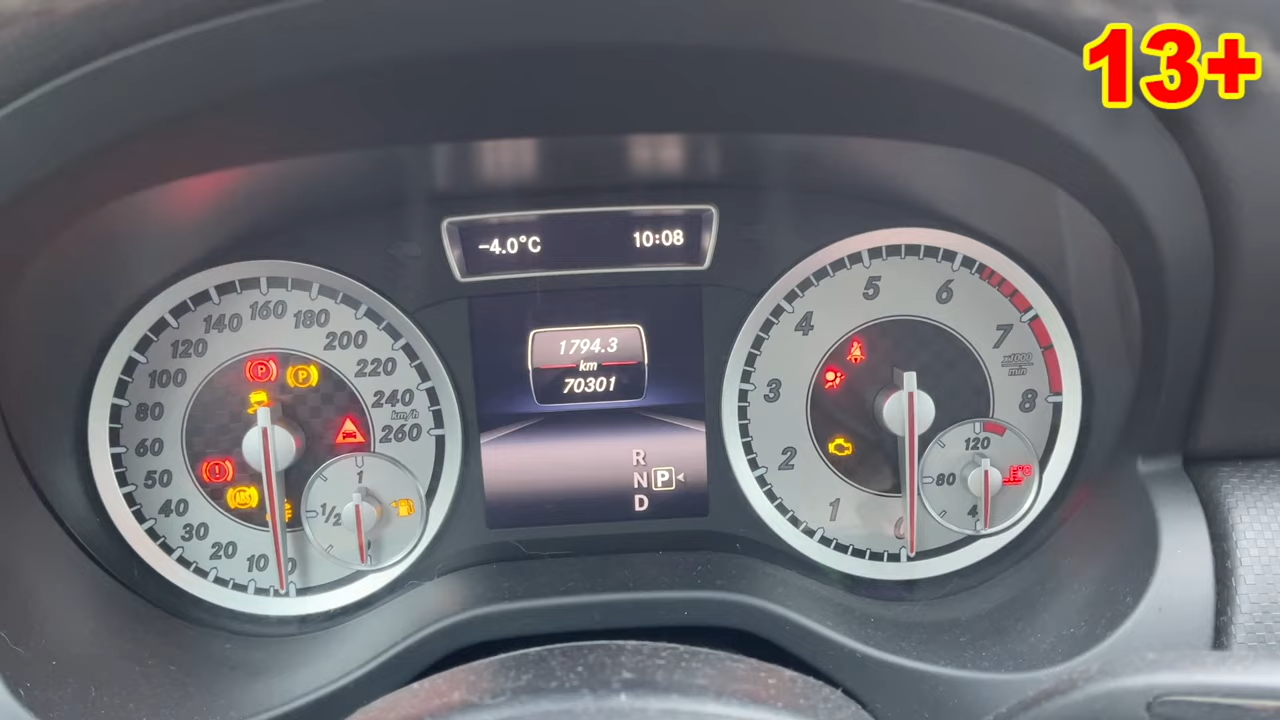 13+
-4.0°C 10:08
1794.3
km
70301
R
N P
D
10 20 30 40 50 60 80 100 120 140 160 180 200 220 240 260
km/h
P P
ABS
1
1/2
1 2 3 4 5 6 7 8
x1000
min
120
80
°C